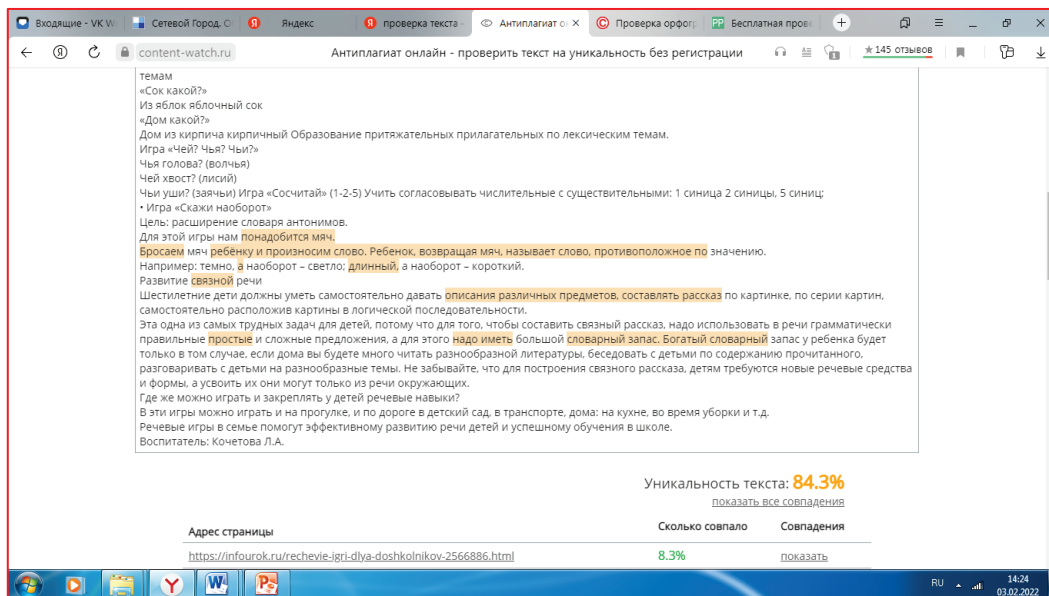 Входящие - VK W
Сетевой Город. О
Яндекс
проверка текста -
Антиплагиат о
Проверка орфогр
PP Бесплатная прове
content-watch.ru
Антиплагиат онлайн - проверить текст на уникальность без регистрации
145 отзывов
темам
«Сок какой?»
Из яблок яблочный сок
«Дом какой?»
Дом из кирпича кирпичный Образование притяжательных прилагательных по лексическим темам.
Игра «Чей? Чья? Чьи?»
Чья голова? (волчья)
Чей хвост? (лисий)
Чьи уши? (заячьи) Игра «Сосчитай» (1-2-5) Учить согласовывать числительные с существительными: 1 синица 2 синицы, 5 синиц;
• Игра «Скажи наоборот»
Цель: расширение словаря антонимов.
Для этой игры нам понадобится мяч.
Бросаем мяч ребёнку и произносим слово. Ребенок, возвращая мяч, называет слово, противоположное по значению.
Например: темно, а наоборот – светло; длинный, а наоборот – короткий.
Развитие связной речи
Шестилетние дети должны уметь самостоятельно давать описания различных предметов, составлять рассказ по картинке, по серии картин,
самостоятельно расположив картины в логической последовательности.
Эта одна из самых трудных задач для детей, потому что для того, чтобы составить связный рассказ, надо использовать в речи грамматически
правильные простые и сложные предложения, а для этого надо иметь большой словарный запас. Богатый словарный запас у ребенка будет
только в том случае, если дома вы будете много читать разнообразной литературы, беседовать с детьми по содержанию прочитанного,
разговаривать с детьми на разнообразные темы. Не забывайте, что для построения связного рассказа, детям требуются новые речевые средства
и формы, а усвоить их они могут только из речи окружающих.
Где же можно играть и закреплять у детей речевые навыки?
В эти игры можно играть и на прогулке, и по дороге в детский сад, в транспорте, дома: на кухне, во время уборки и т.д.
Речевые игры в семье помогут эффективному развитию речи детей и успешному обучения в школе.
Воспитатель: Кочетова Л.А.
Уникальность текста: 84.3%
показать все совпадения
Адрес страницы Сколько совпало Совпадения
https://infourok.ru/rechevie-igri-dlya-doshkolnikov-2566886.html 8.3% показать
RU 14:24
03.02.2022